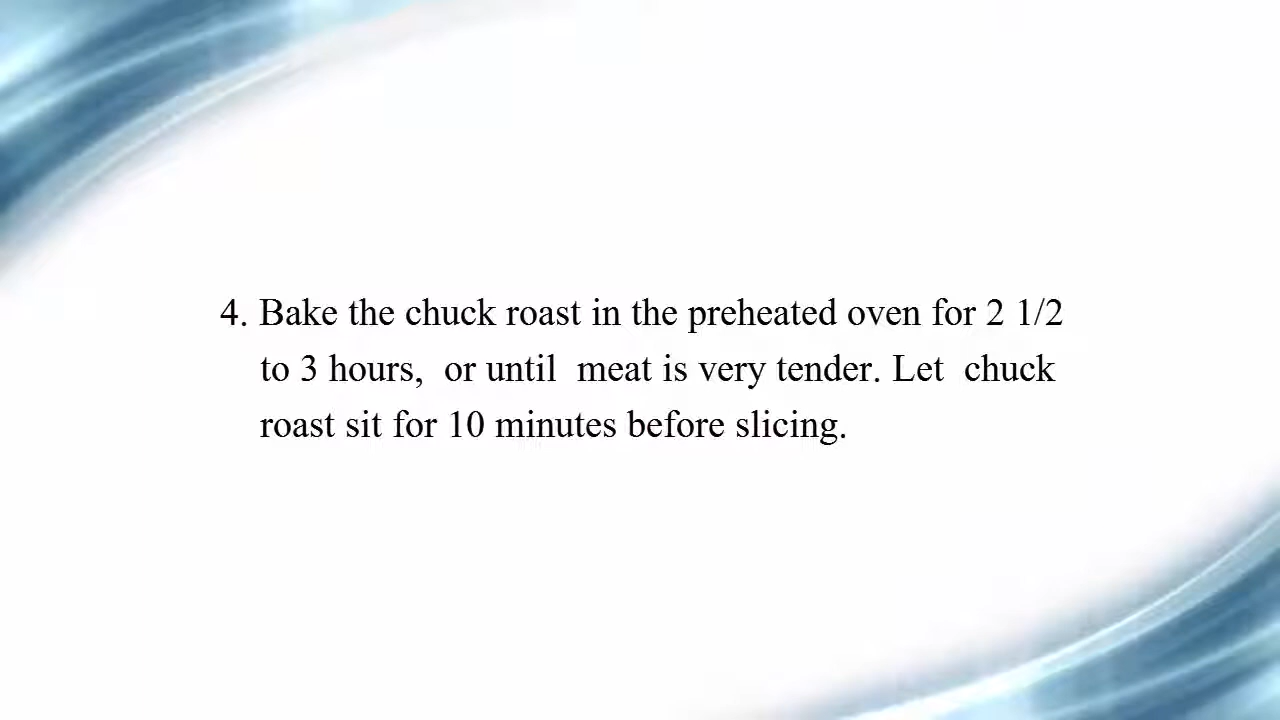 4. Bake the chuck roast in the preheated oven for 2 1/2
to 3 hours,  or until  meat is very tender. Let  chuck
roast sit for 10 minutes before slicing.